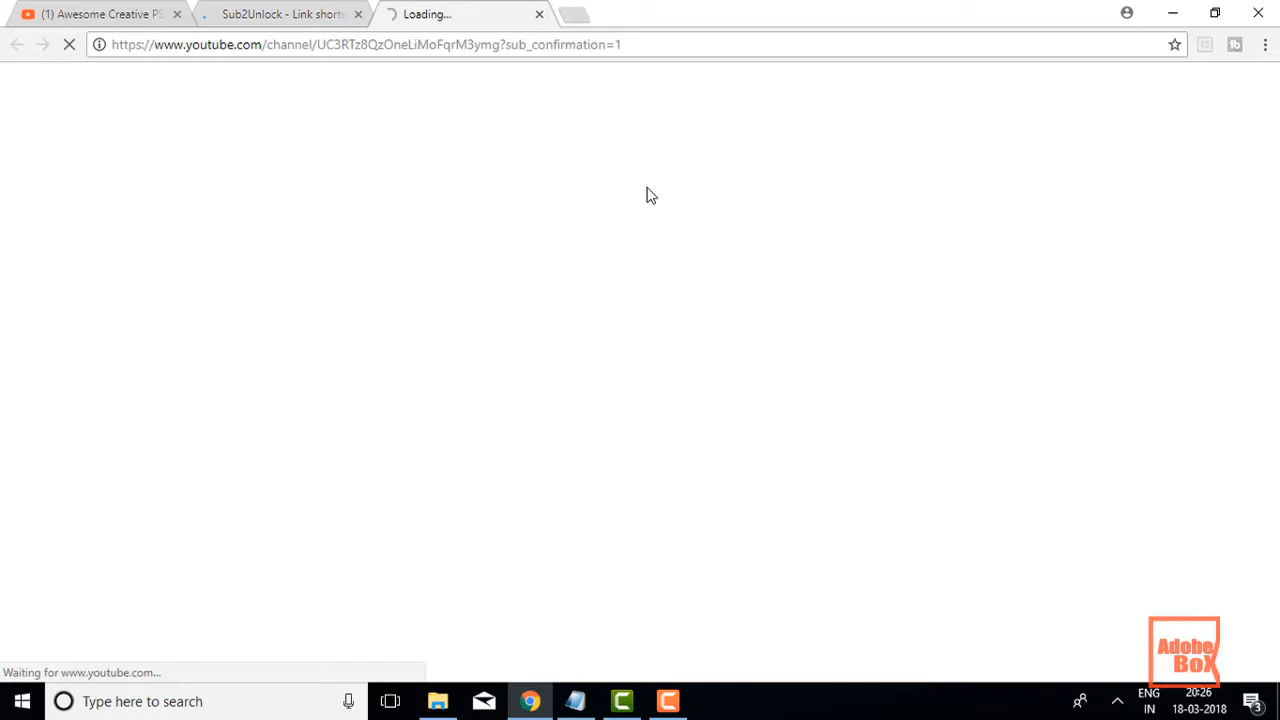 (1) Awesome Creative PS
Sub2Unlock - Link shorte
Loading...
https://www.youtube.com/channel/UC3RTz8QzOneLiMoFqrM3ymg?sub_confirmation=1
Waiting for www.youtube.com...
Adobe
BoX
Type here to search
ENG
IN
20:26
18-03-2018
3